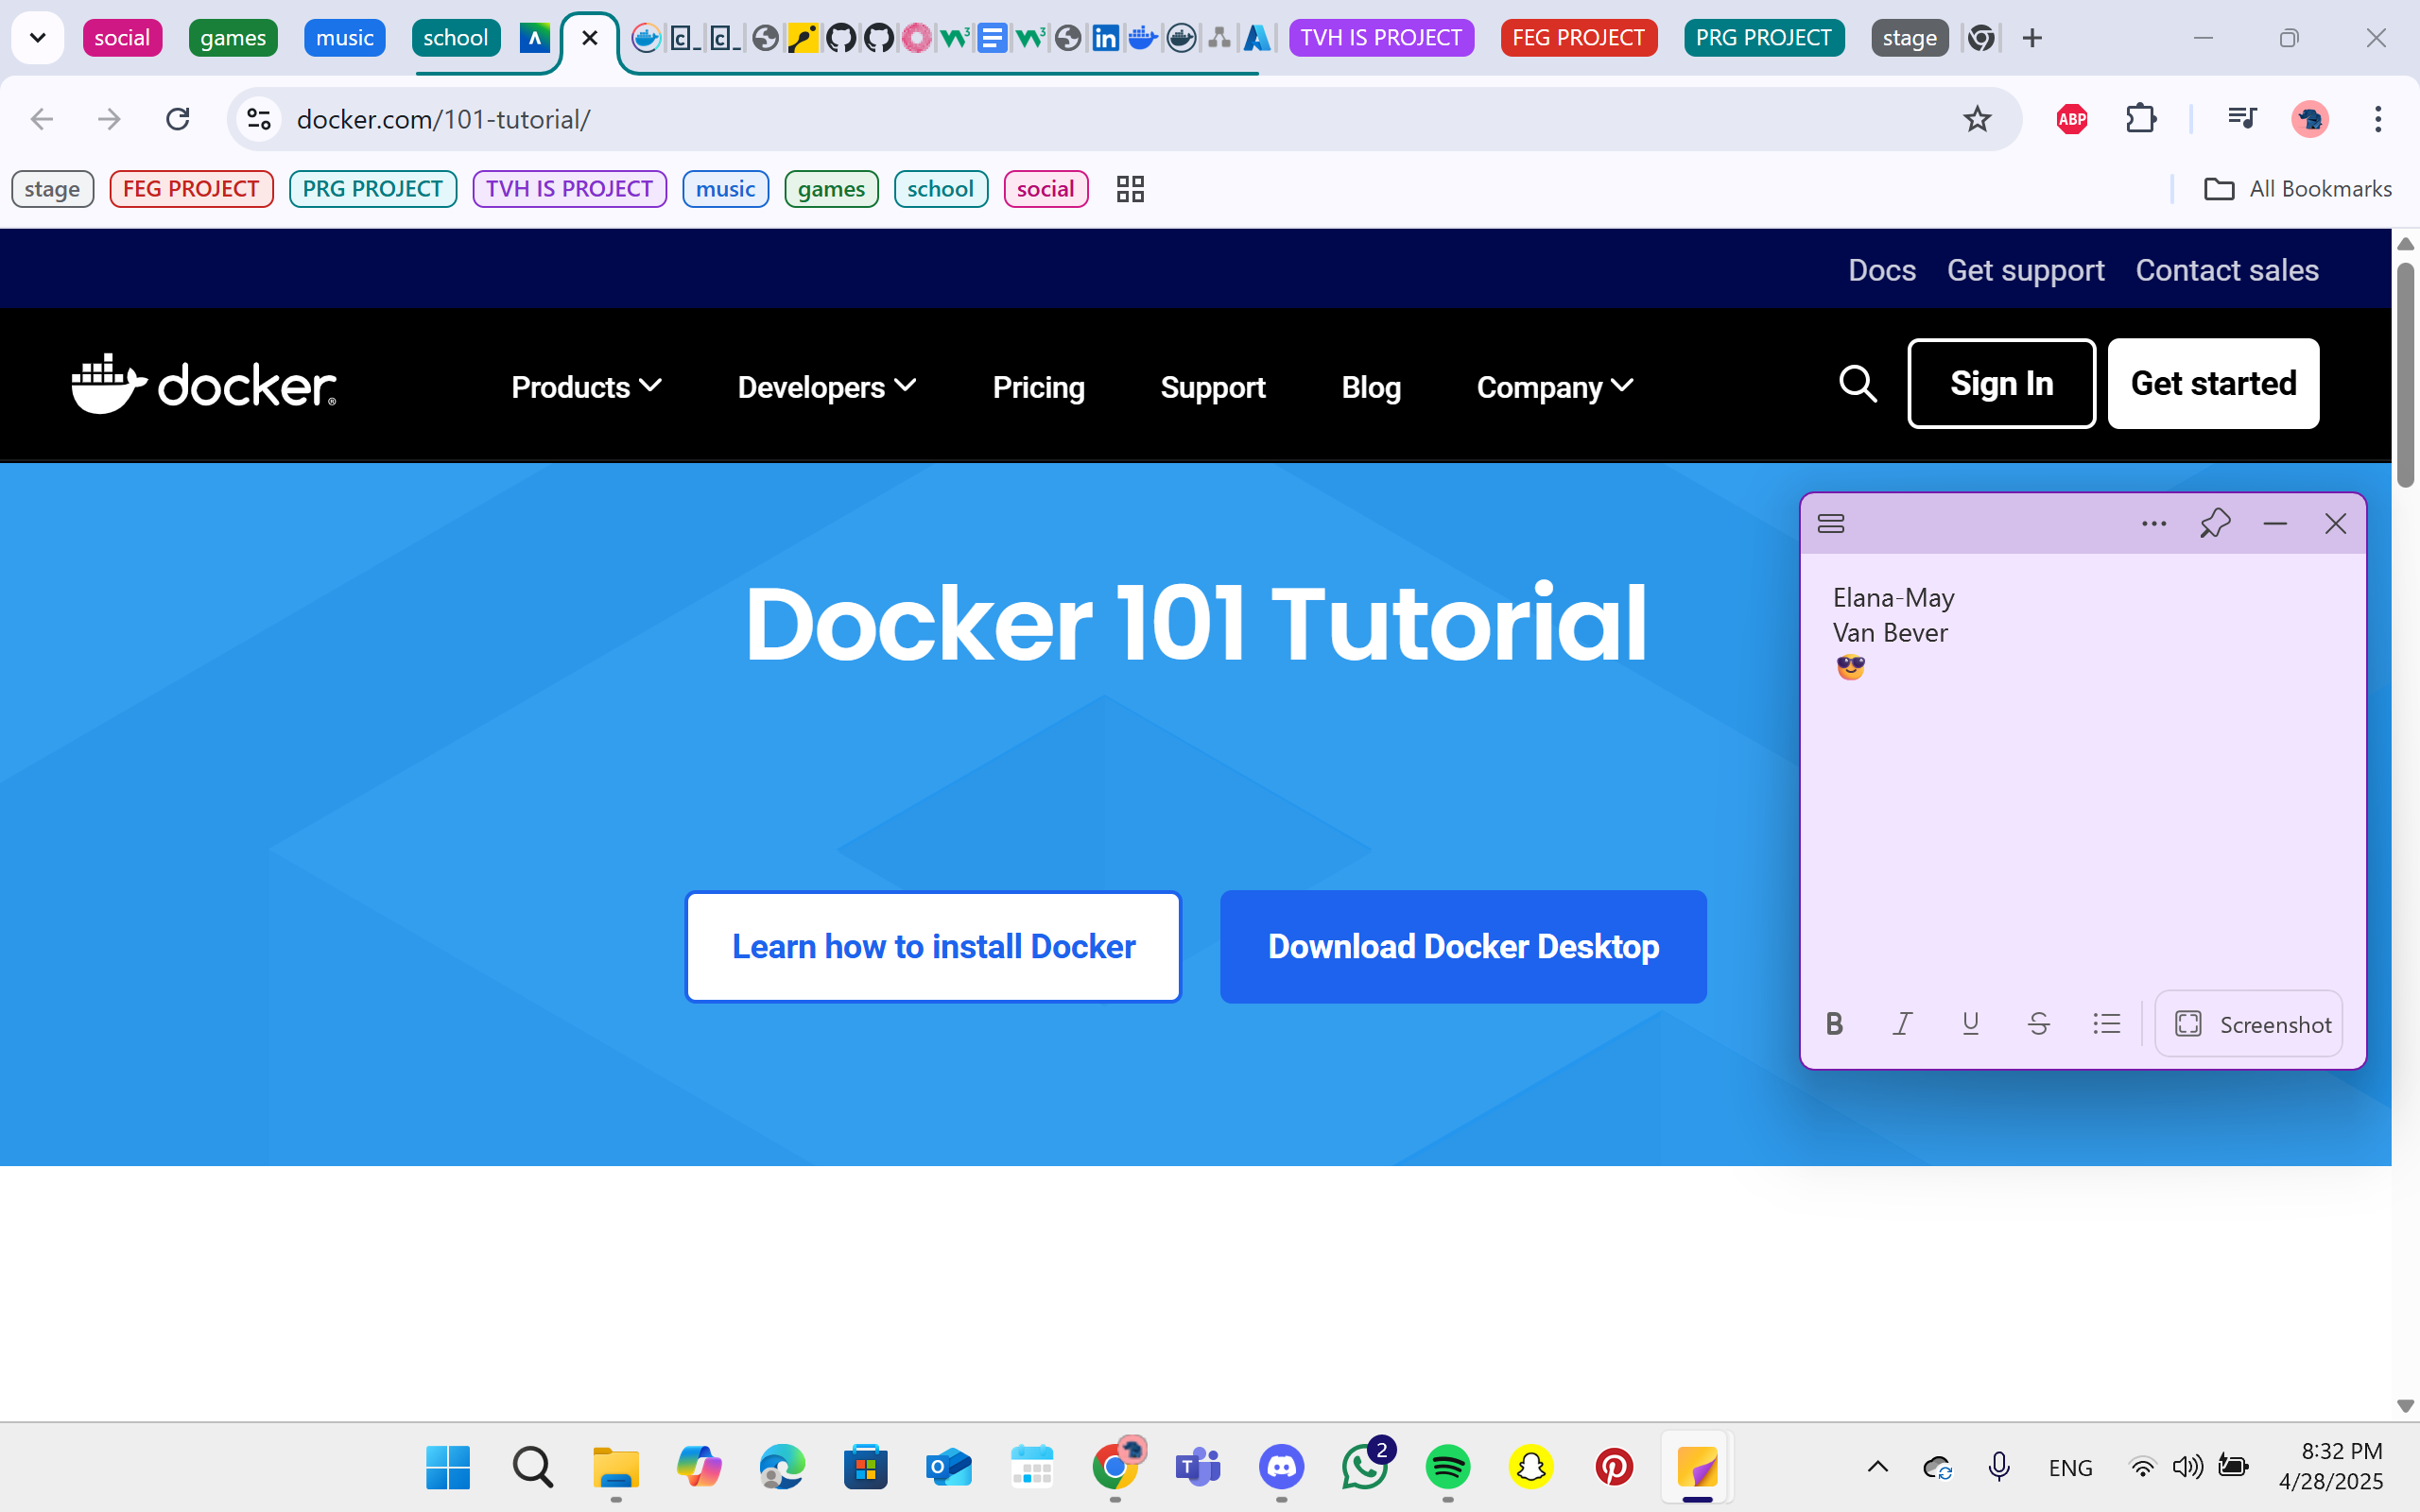 social games music school TVH IS PROJECT FEG PROJECT PRG PROJECT stage
docker.com/101-tutorial/
ABP
stage FEG PROJECT PRG PROJECT TVH IS PROJECT music games school social
All Bookmarks
Docs Get support Contact sales
docker
Products Developers Pricing Support Blog Company
Sign In Get started
Docker 101 Tutorial
Elana-May
Van Bever
Learn how to install Docker
Download Docker Desktop
B I U S
Screenshot
2
ENG
8:32 PM
4/28/2025